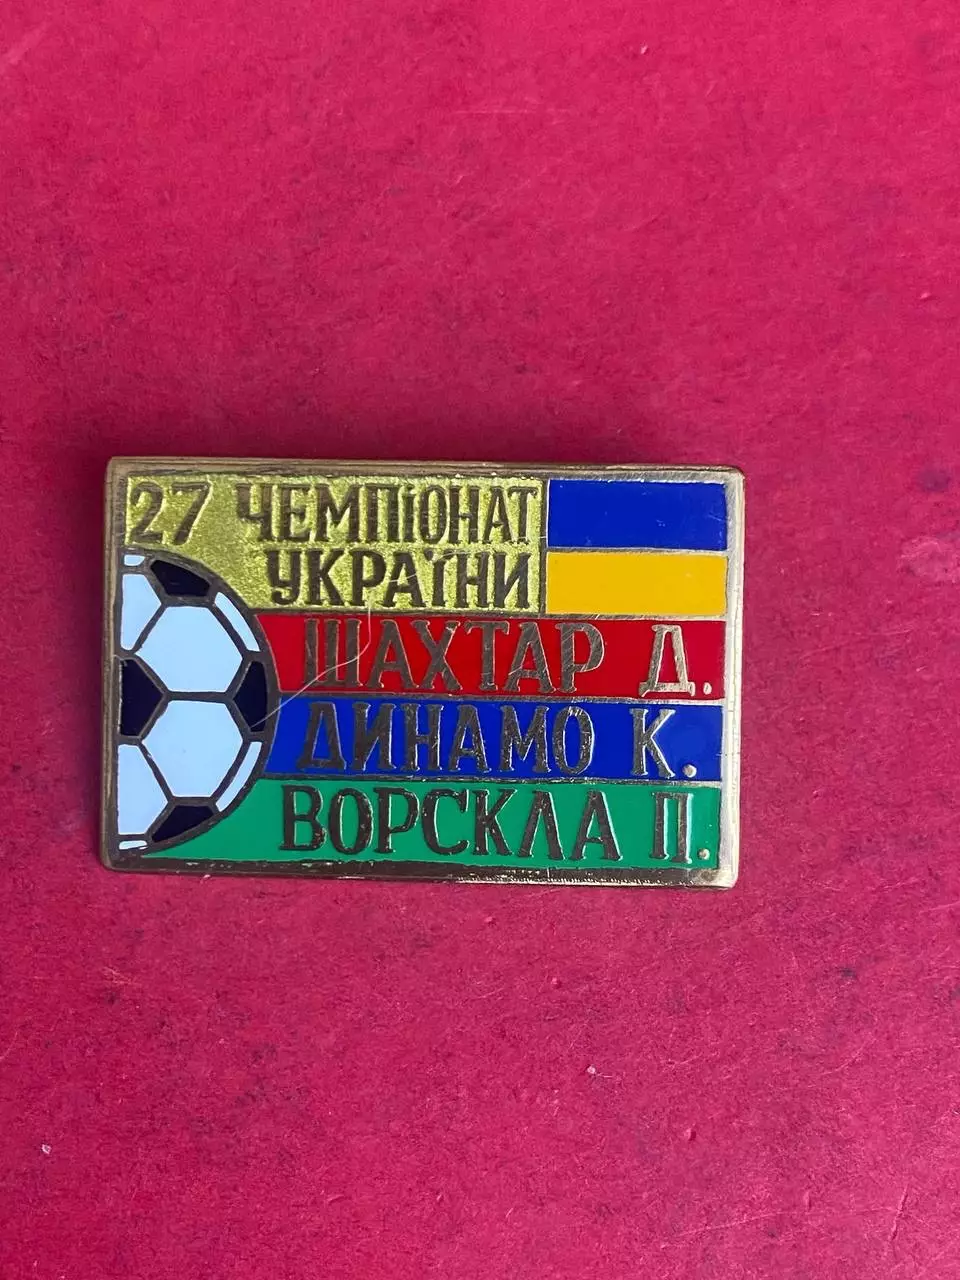 27 ЧЕМПІОНАТ
УКРАЇНИ
ШАХТАР Д.
ДИНАМО К.
ВОРСКЛА П.